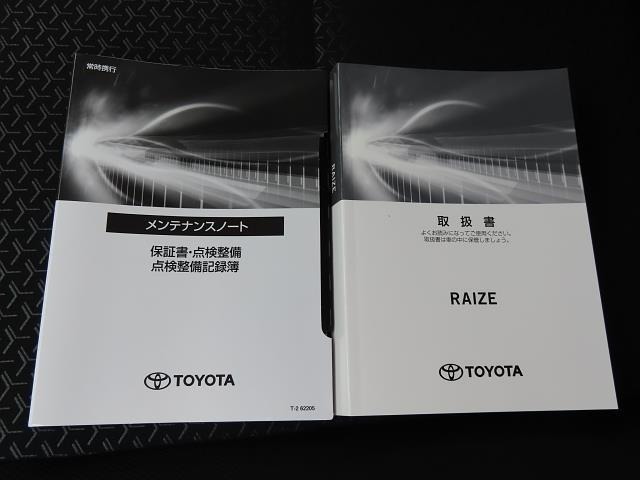 常時携行
メンテナンスノート
保証書・点検整備
点検整備記録簿
TOYOTA
T-2 62205
RAIZE
取扱書
よくお読みになってご使用ください。
取扱書は車の中に保管しましょう。
RAIZE
TOYOTA